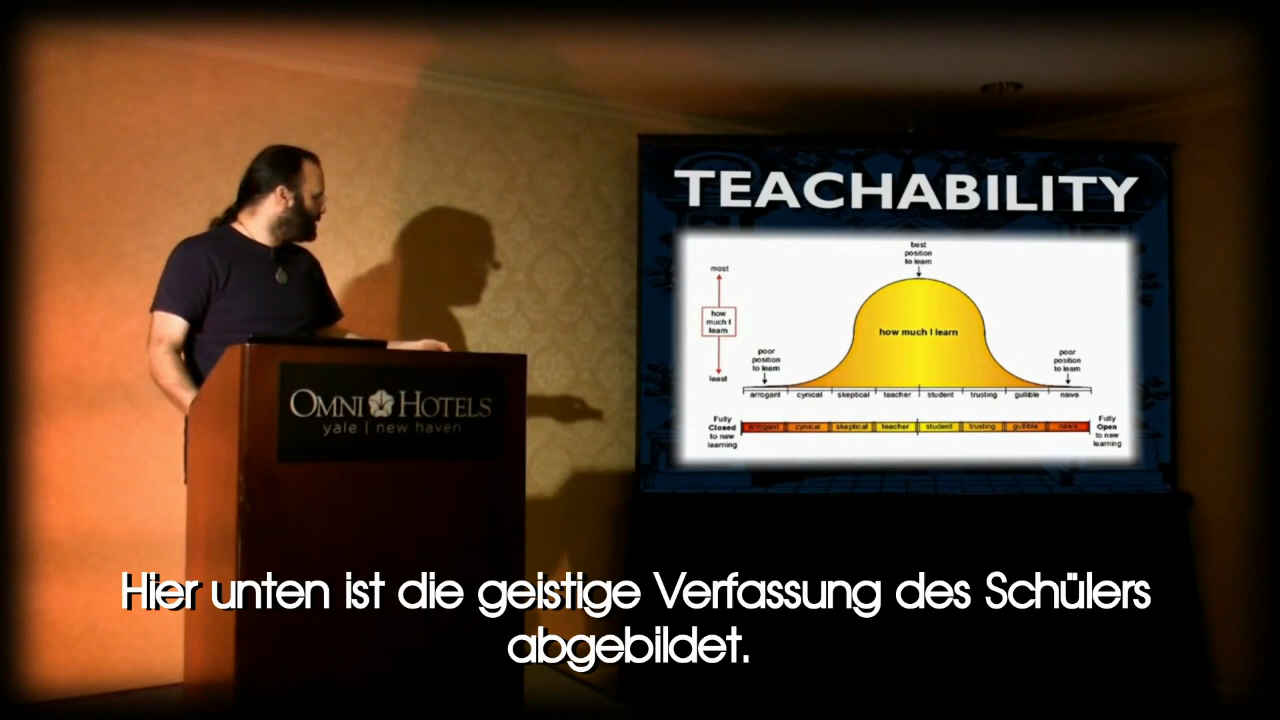 TEACHABILITY
best
position
to learn
most
how
much I
learn
least
how much I learn
poor
position
to learn
poor
position
to learn
arrogant cynical skeptical teacher student trusting gullible naive
Fully
Closed
to new
learning
arrogant cynical skeptical teacher student trusting gullible naive
Fully
Open
to new
learning
OMNI HOTELS
yale | new haven
Hier unten ist die geistige Verfassung des Schülers
abgebildet.